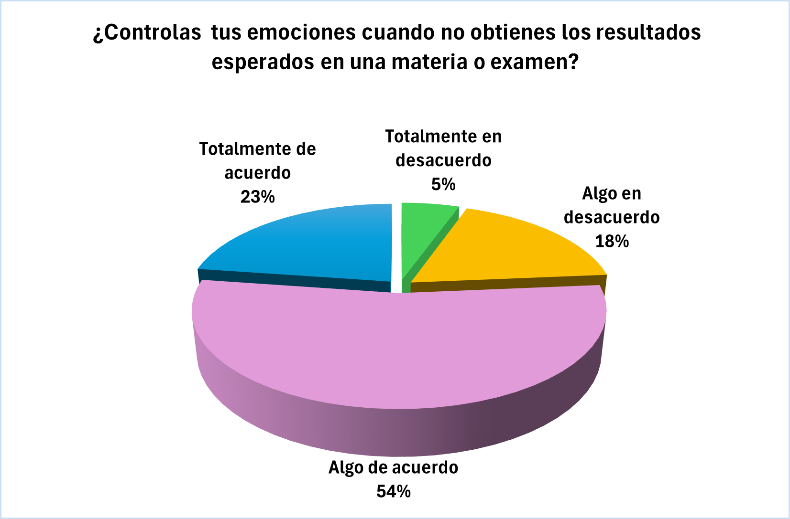 ¿Controlas  tus emociones cuando no obtienes los resultados
esperados en una materia o examen?
Totalmente en
desacuerdo
5%
Algo en
desacuerdo
18%
Algo de acuerdo
54%
Totalmente de
acuerdo
23%